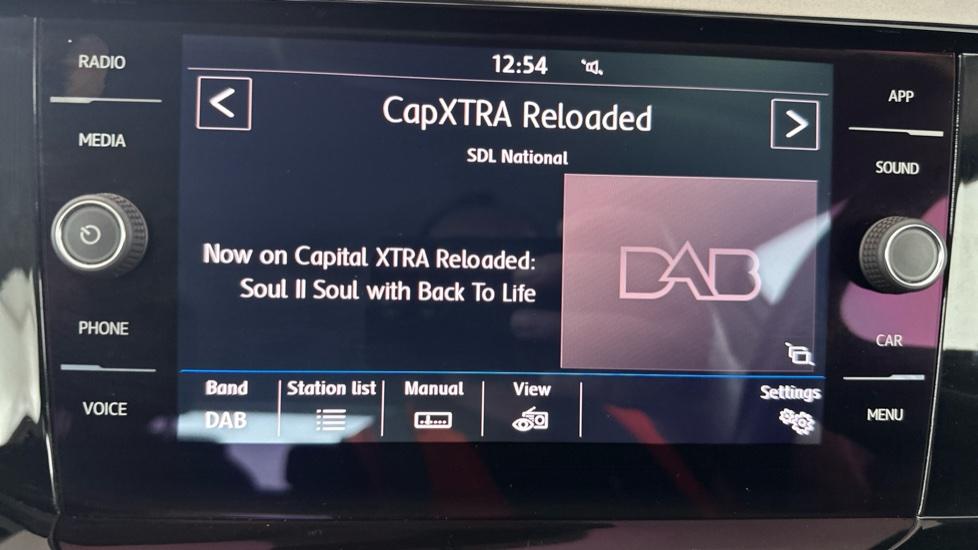 RADIO
MEDIA
PHONE
VOICE
12:54
CapXTRA Reloaded
SDL National
Now on Capital XTRA Reloaded:
Soul II Soul with Back To Life
DAB
Band
DAB
Station list
Manual
View
Settings
APP
SOUND
CAR
MENU